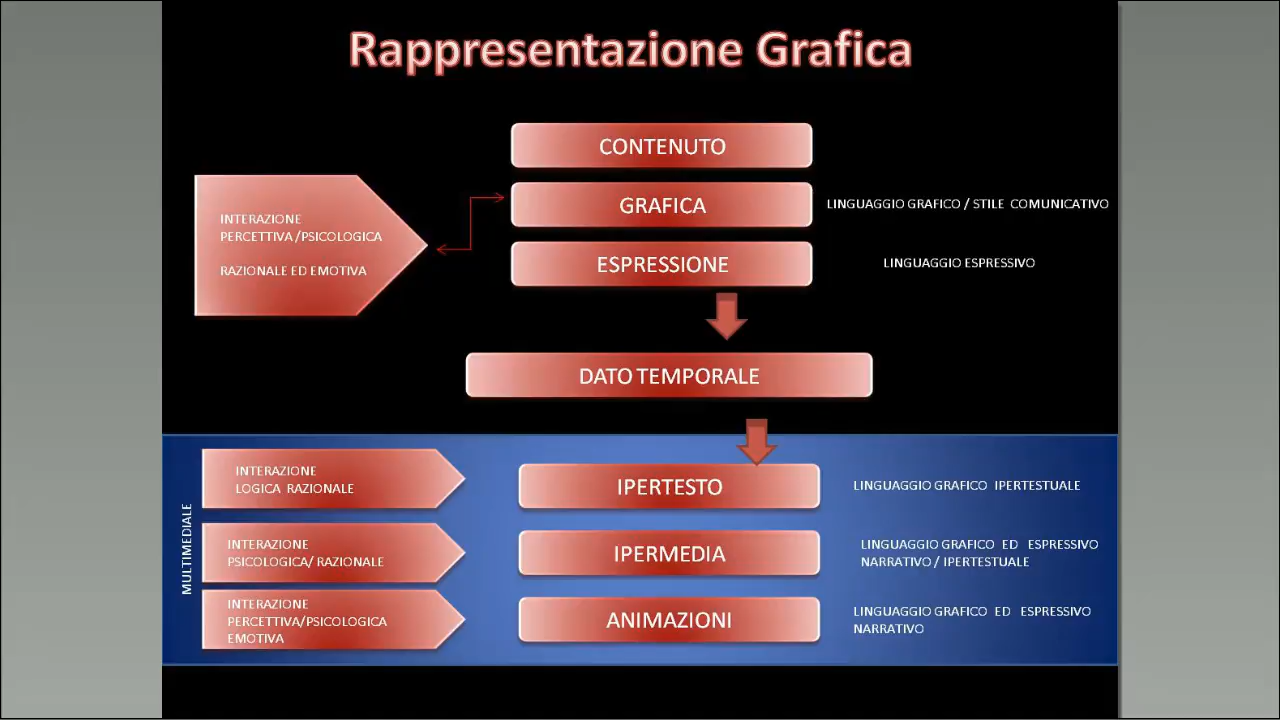 Rappresentazione Grafica
CONTENUTO
INTERAZIONE
PERCETTIVA /PSICOLOGICA
RAZIONALE ED EMOTIVA
GRAFICA
LINGUAGGIO GRAFICO / STILE COMUNICATIVO
ESPRESSIONE
LINGUAGGIO ESPRESSIVO
DATO TEMPORALE
MULTIMEDIALE
INTERAZIONE
LOGICA RAZIONALE
IPERTESTO
LINGUAGGIO GRAFICO IPERTESTUALE
INTERAZIONE
PSICOLOGICA/ RAZIONALE
IPERMEDIA
LINGUAGGIO GRAFICO ED ESPRESSIVO
NARRATIVO / IPERTESTUALE
INTERAZIONE
PERCETTIVA/PSICOLOGICA
EMOTIVA
ANIMAZIONI
LINGUAGGIO GRAFICO ED ESPRESSIVO
NARRATIVO